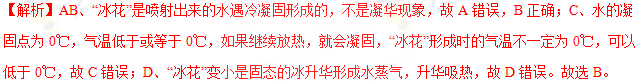 【解析】AB、“冰花”是喷射出来的水遇冷凝固形成的，不是凝华现象，故 A 错误，B 正确；C、水的凝
固点为 0℃，气温低于或等于 0℃，如果继续放热，就会凝固，“冰花”形成时的气温不一定为 0℃，可以
低于 0℃，故 C 错误；D、“冰花”变小是固态的冰升华形成水蒸气，升华吸热，故 D 错误。故选 B。